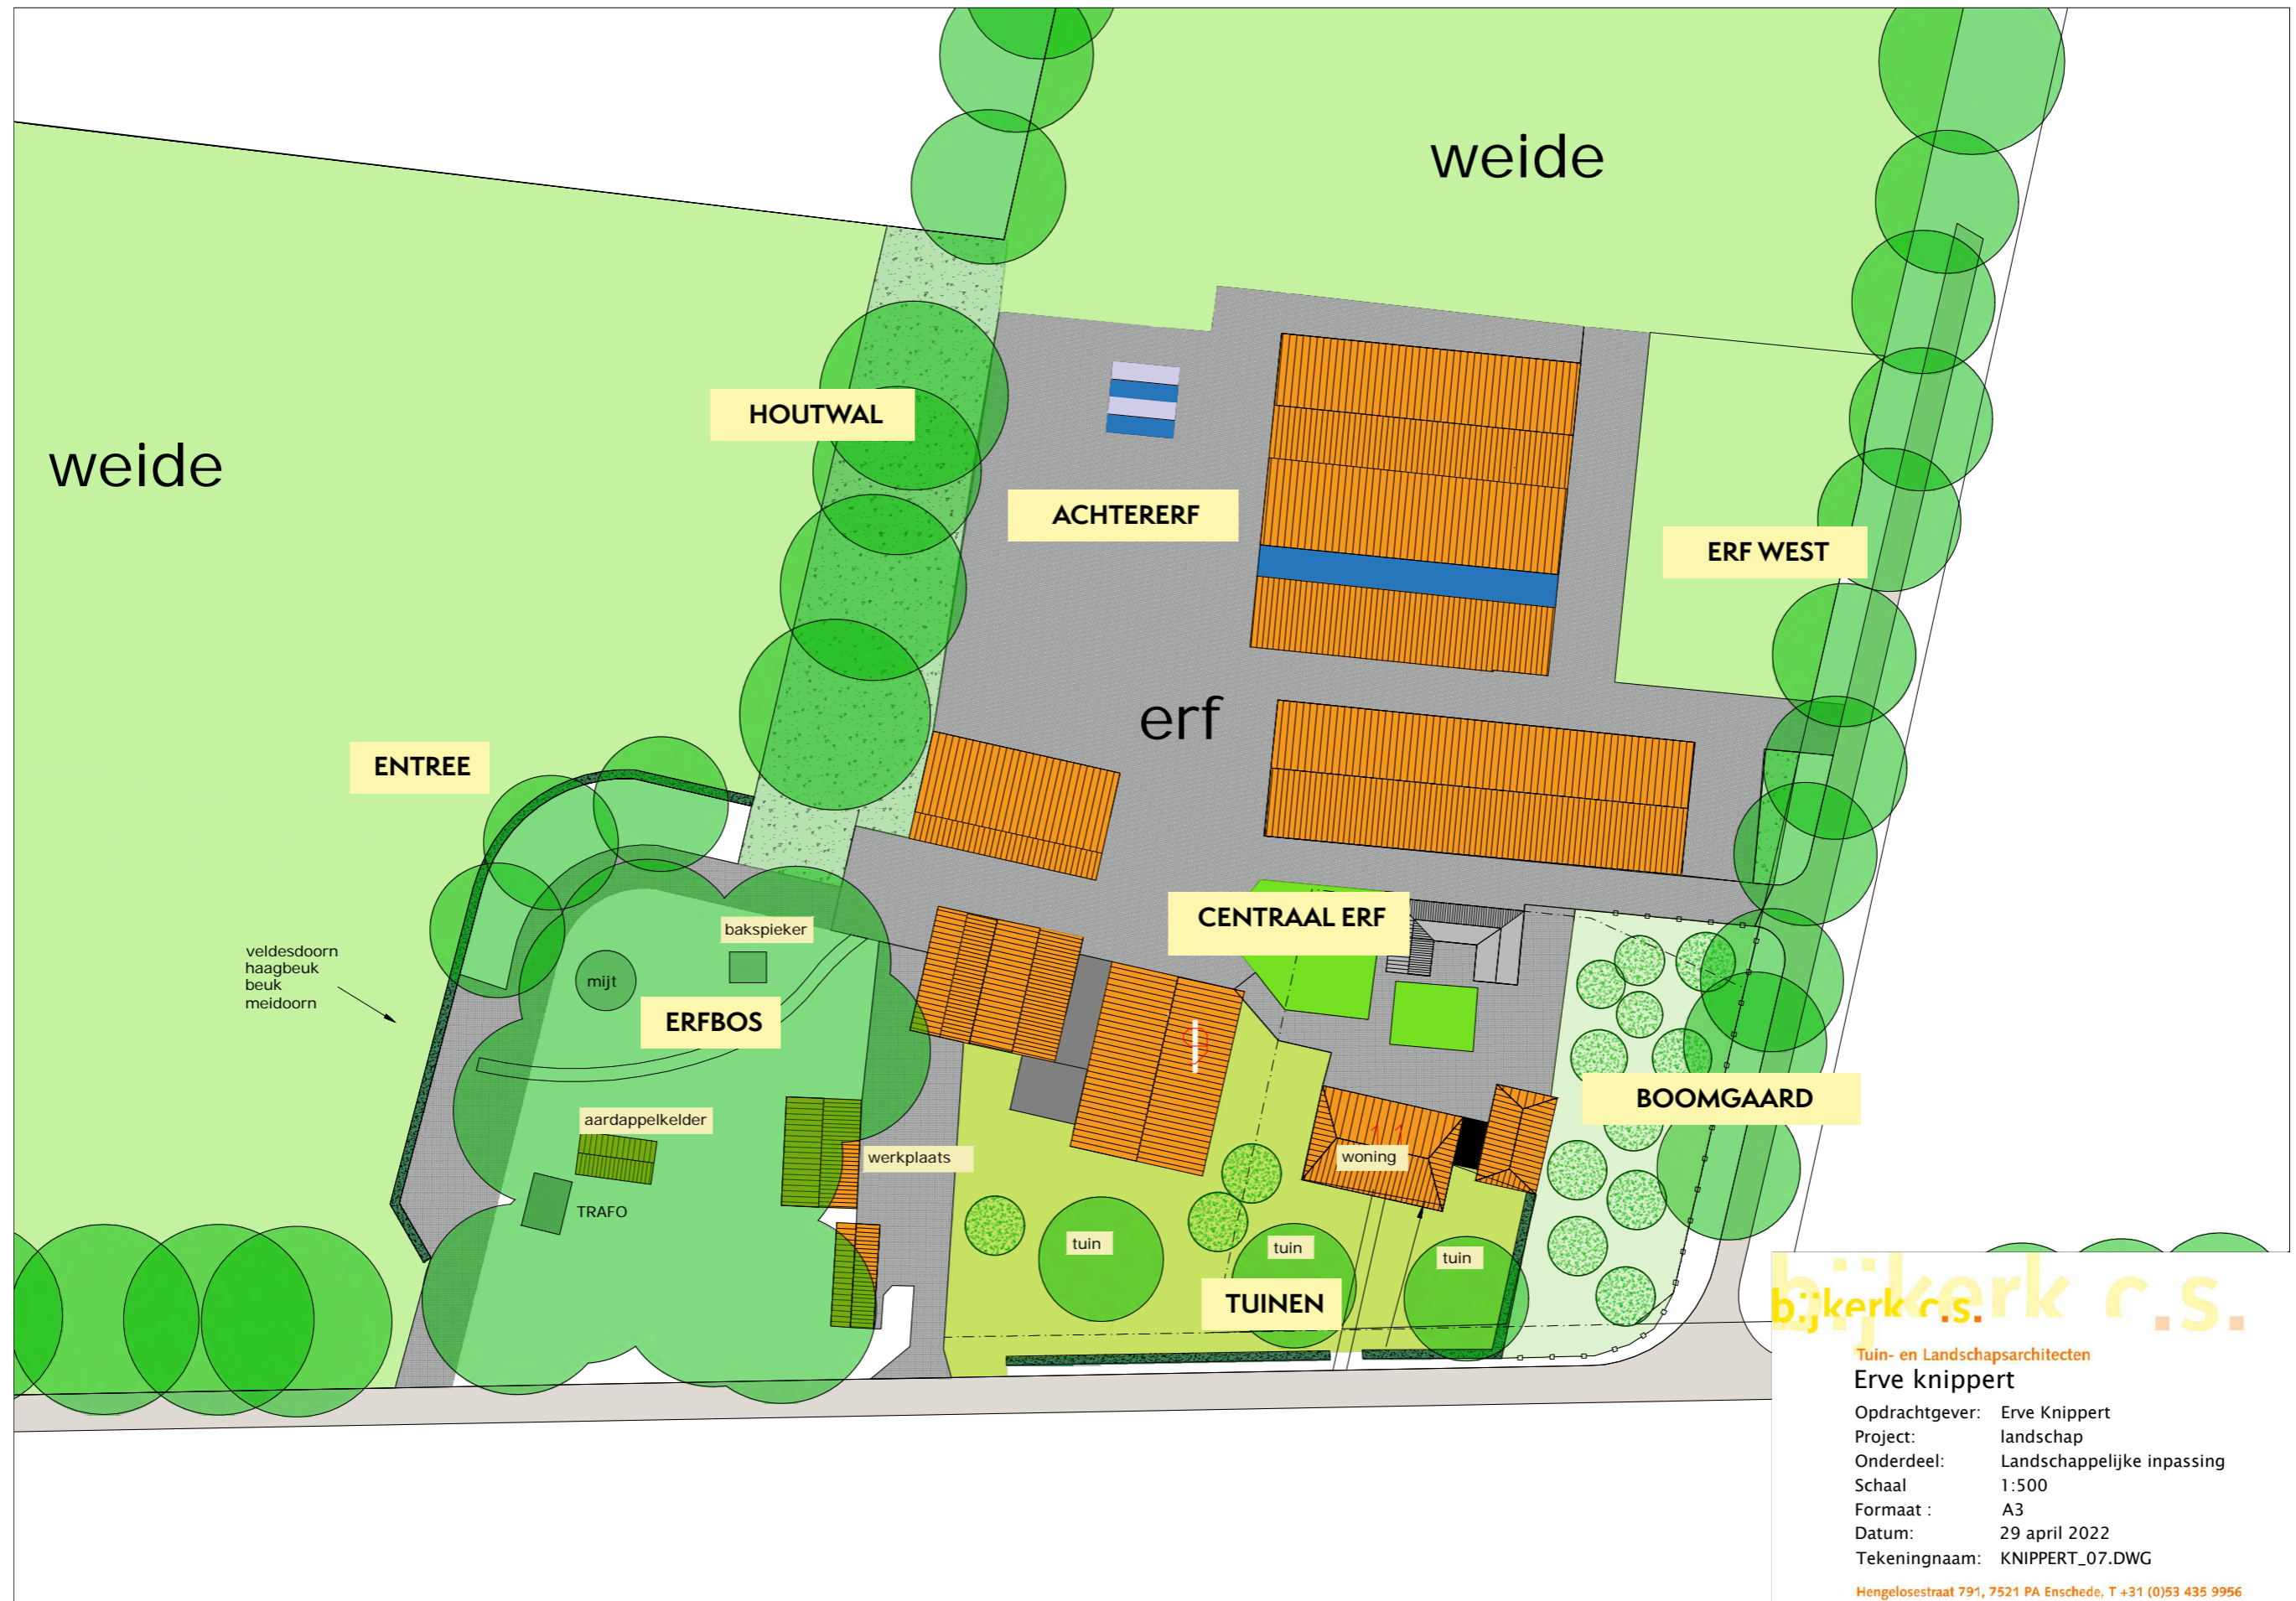 weide
weide
HOUTWAL
ACHTERERF
ERF WEST
erf
ENTREE
CENTRAAL ERF
bakspieker
veldesdoorn
haagbeuk
beuk
meidoorn
mijt
ERFBOS
BOOMGAARD
aardappelkelder
werkplaats
woning
TRAFO
tuin
tuin
tuin
TUINEN
bijkerk c.s.
bijkerk c.s.
Tuin- en Landschapsarchitecten
Erve knippert
Opdrachtgever: Erve Knippert
Project: landschap
Onderdeel: Landschappelijke inpassing
Schaal 1:500
Formaat : A3
Datum: 29 april 2022
Tekeningnaam: KNIPPERT_07.DWG
Hengelosestraat 791, 7521 PA Enschede, T +31 (0)53 435 9956